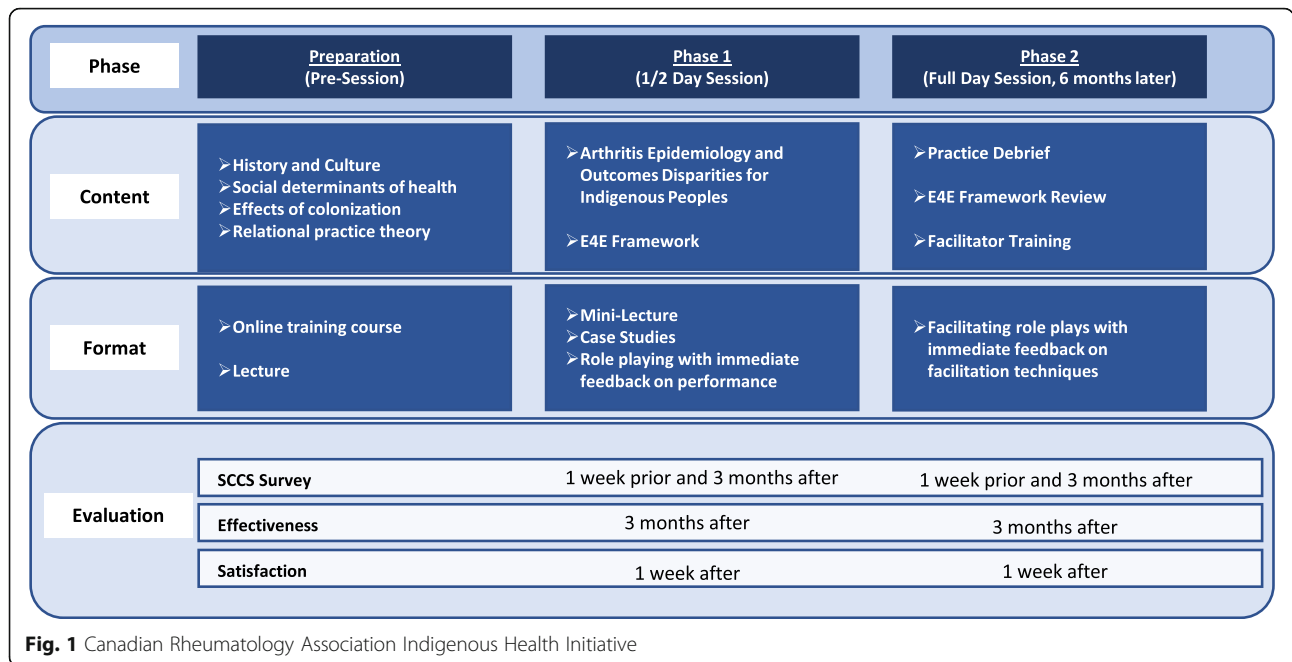 Phase
Preparation
(Pre-Session)
Phase 1
(1/2 Day Session)
Phase 2
(Full Day Session, 6 months later)
Content
➢History and Culture
➢Social determinants of health
➢Effects of colonization
➢Relational practice theory
➢Arthritis Epidemiology and
Outcomes Disparities for
Indigenous Peoples
➢E4E Framework
➢Practice Debrief
➢E4E Framework Review
➢Facilitator Training
Format
➢Online training course
➢Lecture
➢Mini-Lecture
➢Case Studies
➢Role playing with immediate
feedback on performance
➢Facilitating role plays with
immediate feedback on
facilitation techniques
Evaluation
SCCS Survey 1 week prior and 3 months after 1 week prior and 3 months after
Effectiveness 3 months after 3 months after
Satisfaction 1 week after 1 week after
Fig. 1 Canadian Rheumatology Association Indigenous Health Initiative